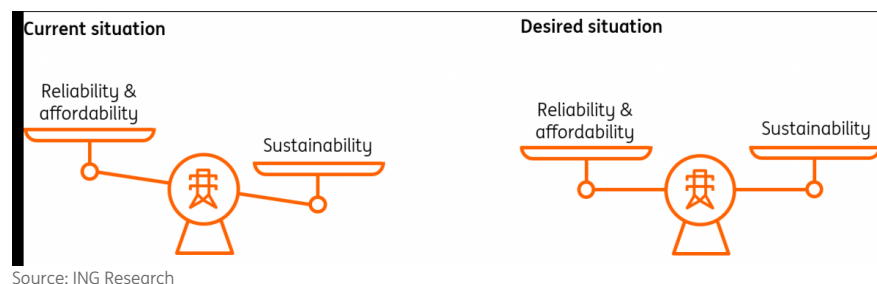 Current situation
Desired situation
Reliability &
affordability
Sustainability
Reliability &
affordability
Sustainability
Source: ING Research